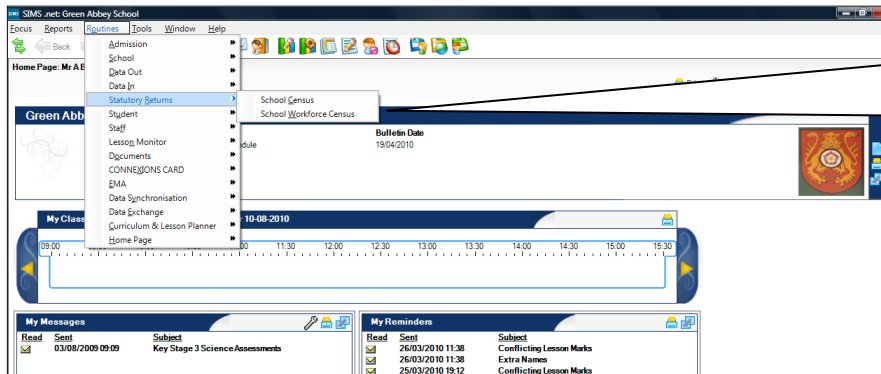 SIMS .net: Green Abbey School
Focus Reports Routines Tools Window Help
Back
Admission
School
Data Out
Data In
Statutory Returns
Student
Staff
Lesson Monitor
Documents
CONNEXIONS CARD
EMA
Data Synchronisation
Data Exchange
Curriculum & Lesson Planner
Home Page
School Census
School Workforce Census
Home Page: Mr A B
Green Abb
Bulletin Date
dule 19/04/2010
My Class 10-08-2010
09:00 11:30 12:00 12:30 13:00 13:30 14:00 14:30 15:00 15:30
My Messages
Read Sent Subject
03/08/2009 09:09 Key Stage 3 Science Assessments
My Reminders
Read Sent Subject
26/03/2010 11:38 Conflicting Lesson Marks
26/03/2010 11:38 Extra Names
25/03/2010 19:12 Conflicting Lesson Marks